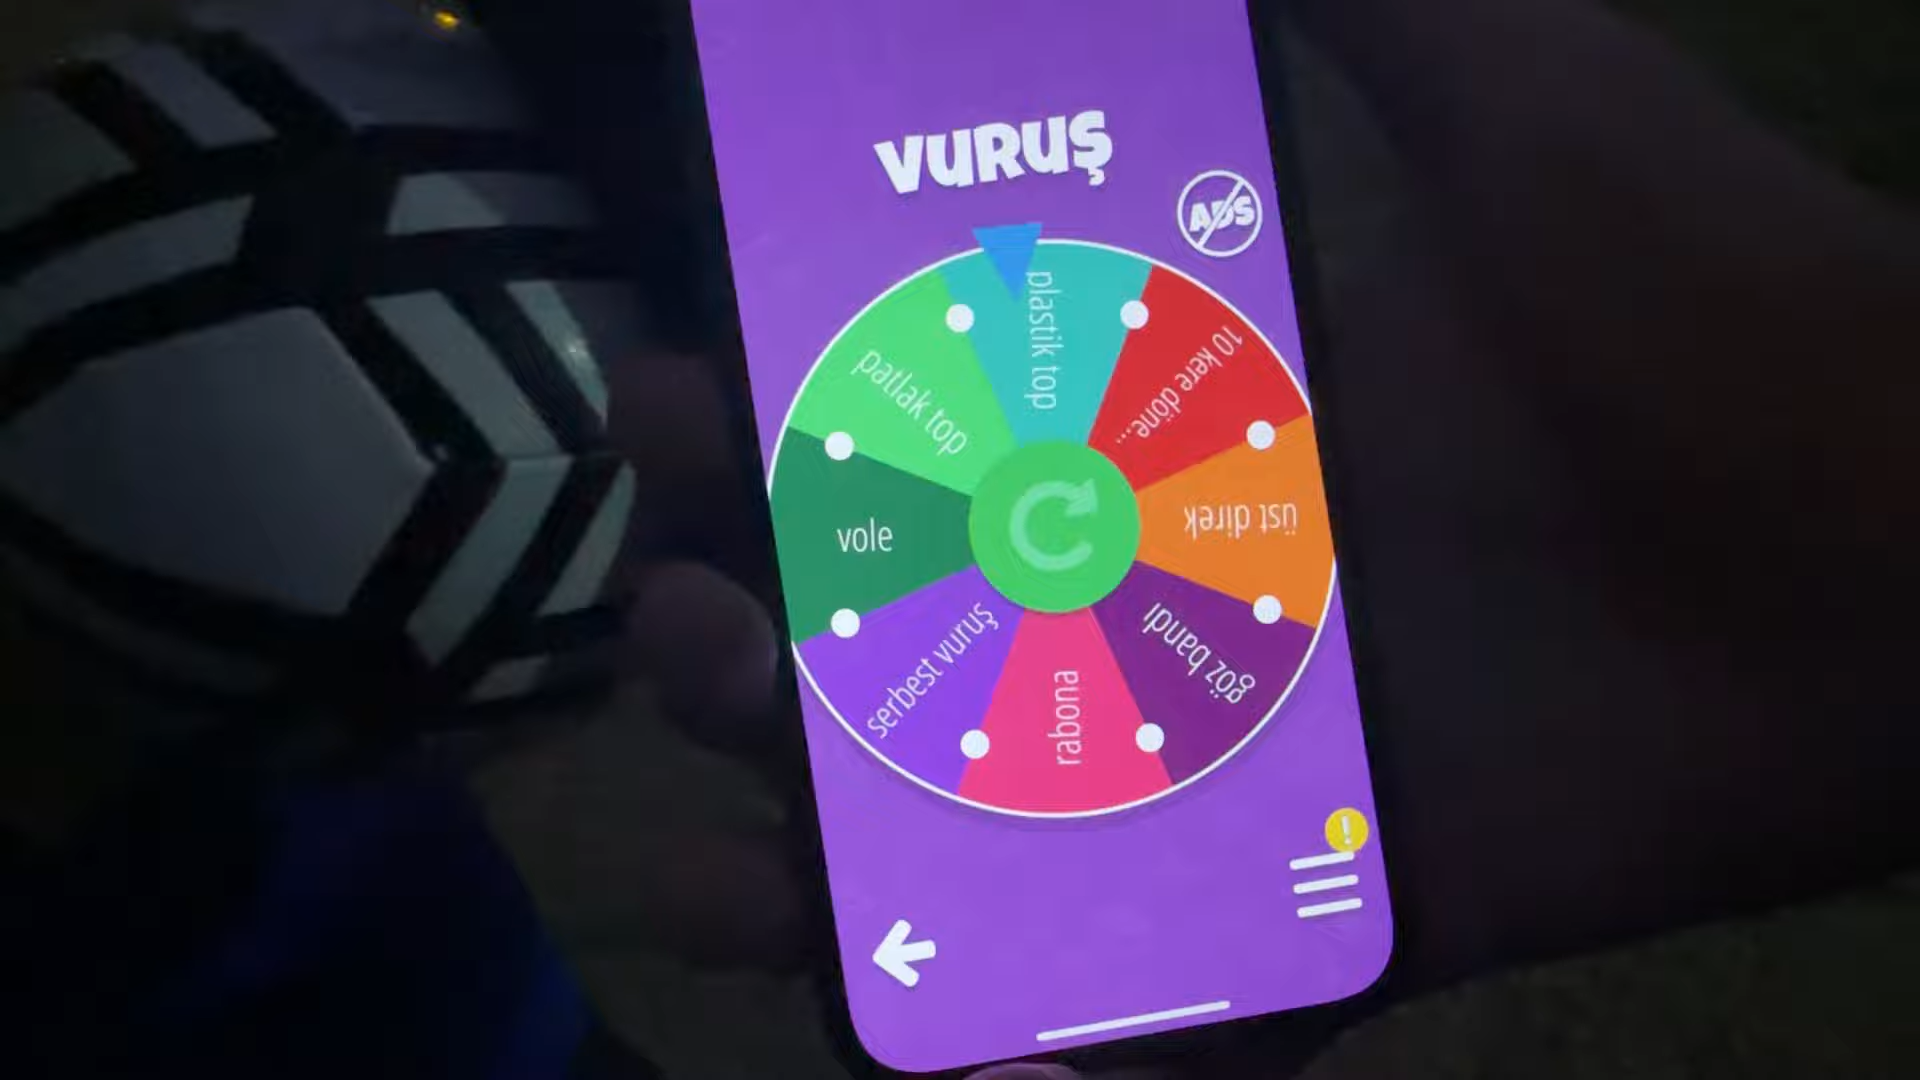 VURUŞ
ADS
plastik top
10 kere döne...
üst direk
göz bandı
rabona
serbest vuruş
vole
patlak top
!